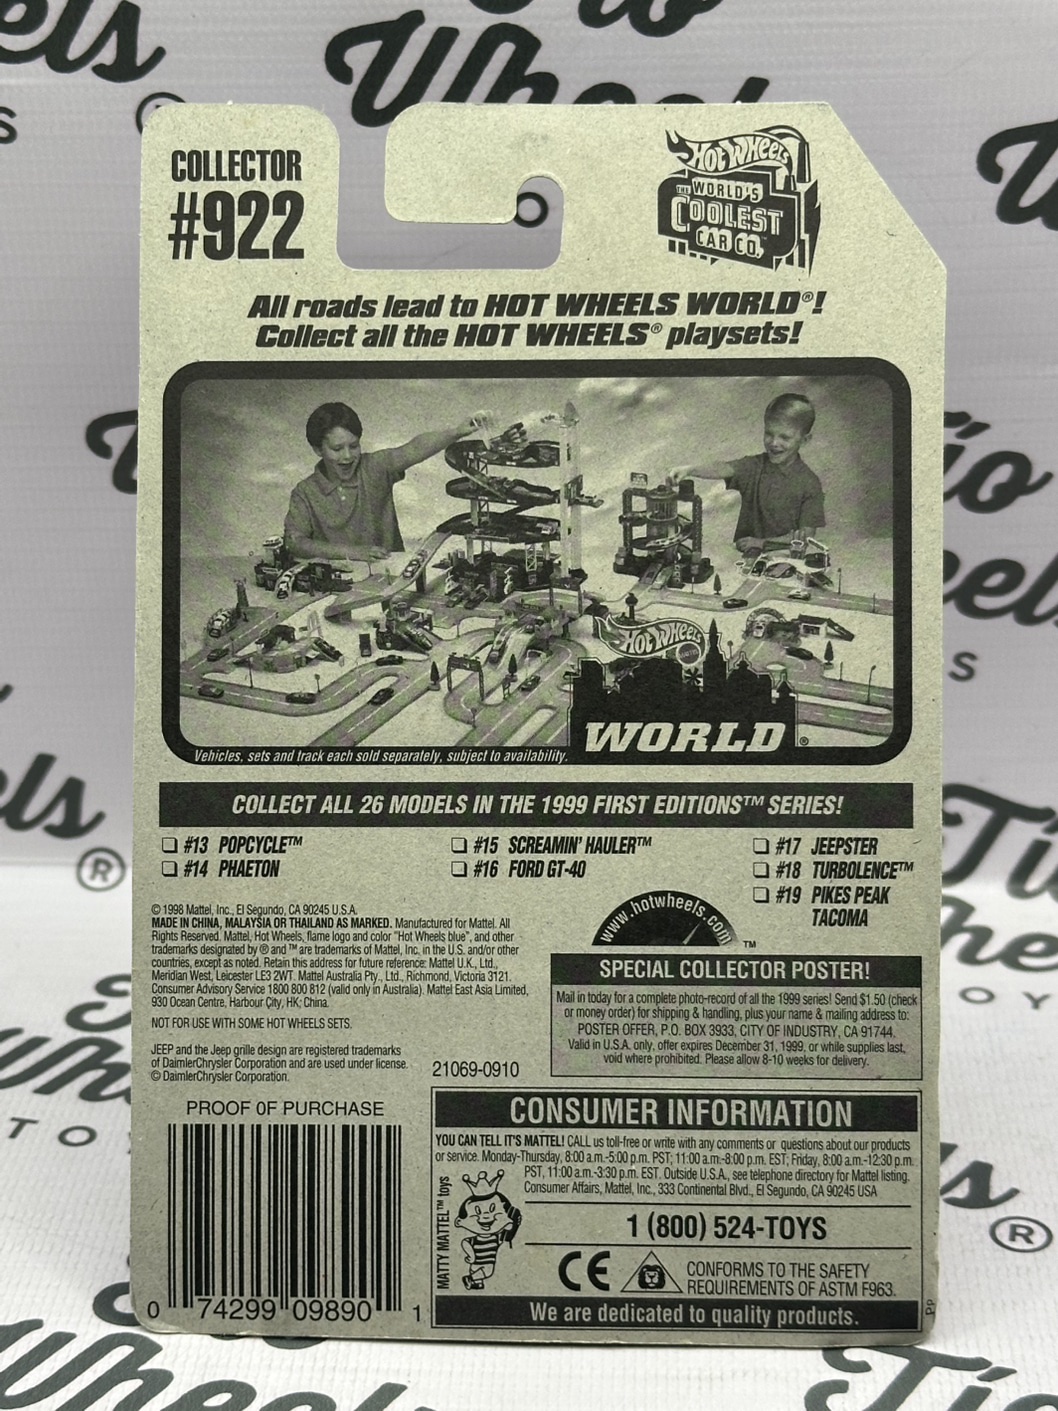 COLLECTOR
#922
HOT WHEELS
THE WORLD'S
COOLEST
CAR CO.™
All roads lead to HOT WHEELS WORLD®!
Collect all the HOT WHEELS® playsets!
HOT WHEELS
WORLD®
Vehicles, sets and track each sold separately, subject to availability.
COLLECT ALL 26 MODELS IN THE 1999 FIRST EDITIONS™ SERIES!
❑ #13 POPCYCLE™
❑ #14 PHAETON
❑ #15 SCREAMIN' HAULER™
❑ #16 FORD GT-40
❑ #17 JEEPSTER
❑ #18 TURBOLENCE™
❑ #19 PIKES PEAK
TACOMA
© 1998 Mattel, Inc., El Segundo, CA 90245 U.S.A.
MADE IN CHINA, MALAYSIA OR THAILAND AS MARKED. Manufactured for Mattel. All
Rights Reserved. Mattel, Hot Wheels, flame logo and color "Hot Wheels blue", and other
trademarks designated by ® and ™ are trademarks of Mattel, Inc. in the U.S. and/or other
countries, except as noted. Retain this address for future reference: Mattel U.K., Ltd.,
Meridian West, Leicester LE3 2WT. Mattel Australia Pty., Ltd., Richmond, Victoria 3121.
Consumer Advisory Service 1800 800 812 (valid only in Australia). Mattel East Asia Limited,
930 Ocean Centre, Harbour City, HK; China.
NOT FOR USE WITH SOME HOT WHEELS SETS.
JEEP and the Jeep grille design are registered trademarks
of DaimlerChrysler Corporation and are used under license.
© DaimlerChrysler Corporation.
21069-0910
www.hotwheels.com™
SPECIAL COLLECTOR POSTER!
Mail in today for a complete photo-record of all the 1999 series! Send $1.50 (check
or money order) for shipping & handling, plus your name & mailing address to:
POSTER OFFER, P.O. BOX 3933, CITY OF INDUSTRY, CA 91744.
Valid in U.S.A. only, offer expires December 31, 1999, or while supplies last,
void where prohibited. Please allow 8-10 weeks for delivery.
PROOF OF PURCHASE
0 74299 09890 1
CONSUMER INFORMATION
YOU CAN TELL IT'S MATTEL! CALL us toll-free or write with any comments or questions about our products
or service. Monday-Thursday, 8:00 a.m.-5:00 p.m. PST; 11:00 a.m.-8:00 p.m. EST; Friday, 8:00 a.m.-12:30 p.m.
PST, 11:00 a.m.-3:30 p.m. EST. Outside U.S.A., see telephone directory for Mattel listing.
Consumer Affairs, Mattel, Inc., 333 Continental Blvd., El Segundo, CA 90245 USA
MATTY MATTEL™ toys
1 (800) 524-TOYS
CE
CONFORMS TO THE SAFETY
REQUIREMENTS OF ASTM F963.
We are dedicated to quality products.
PP